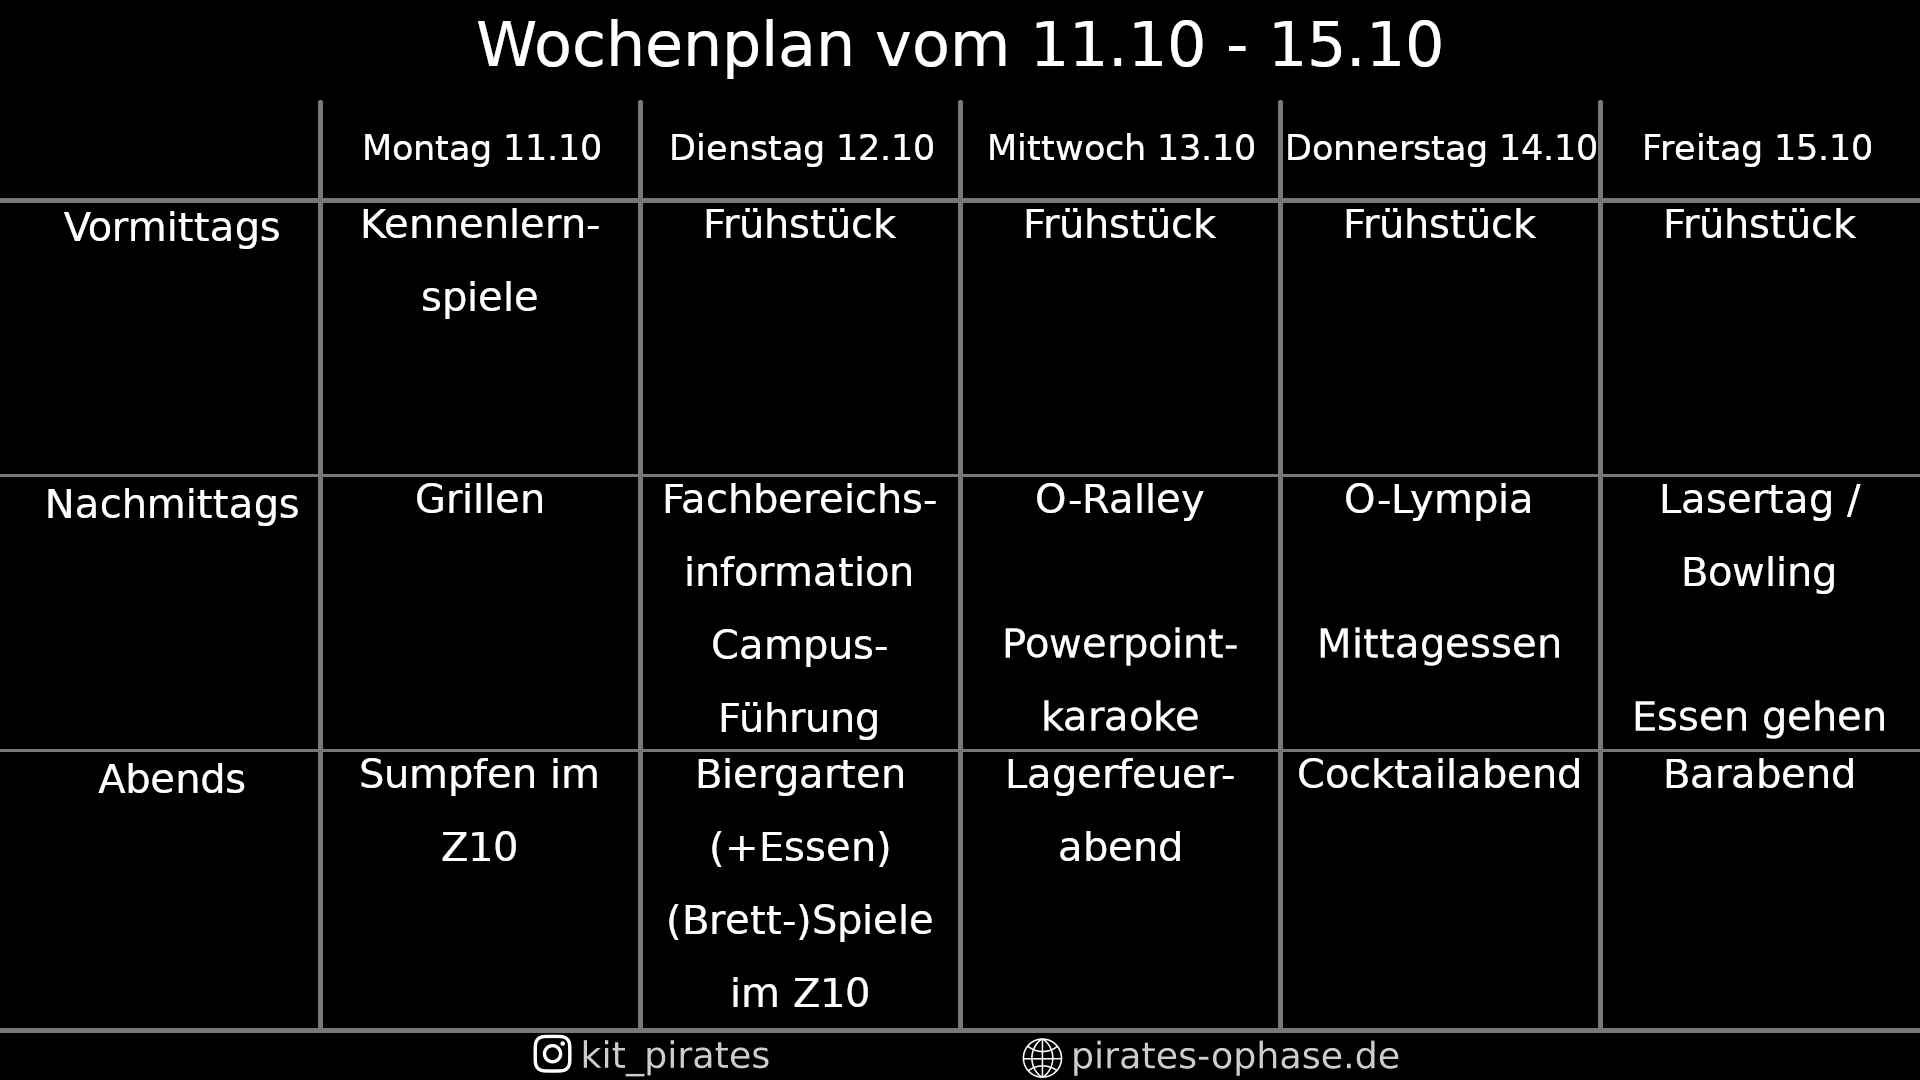 Wochenplan vom 11.10 - 15.10
Montag 11.10
Dienstag 12.10
Mittwoch 13.10
Donnerstag 14.10
Freitag 15.10
Vormittags
Kennenlern-
spiele
Frühstück
Frühstück
Frühstück
Frühstück
Nachmittags
Grillen
Fachbereichs-
information
Campus-
Führung
O-Ralley
Powerpoint-
karaoke
O-Lympia
Mittagessen
Lasertag /
Bowling
Essen gehen
Abends
Sumpfen im
Z10
Biergarten
(+Essen)
(Brett-)Spiele
im Z10
Lagerfeuer-
abend
Cocktailabend
Barabend
kit_pirates
pirates-ophase.de